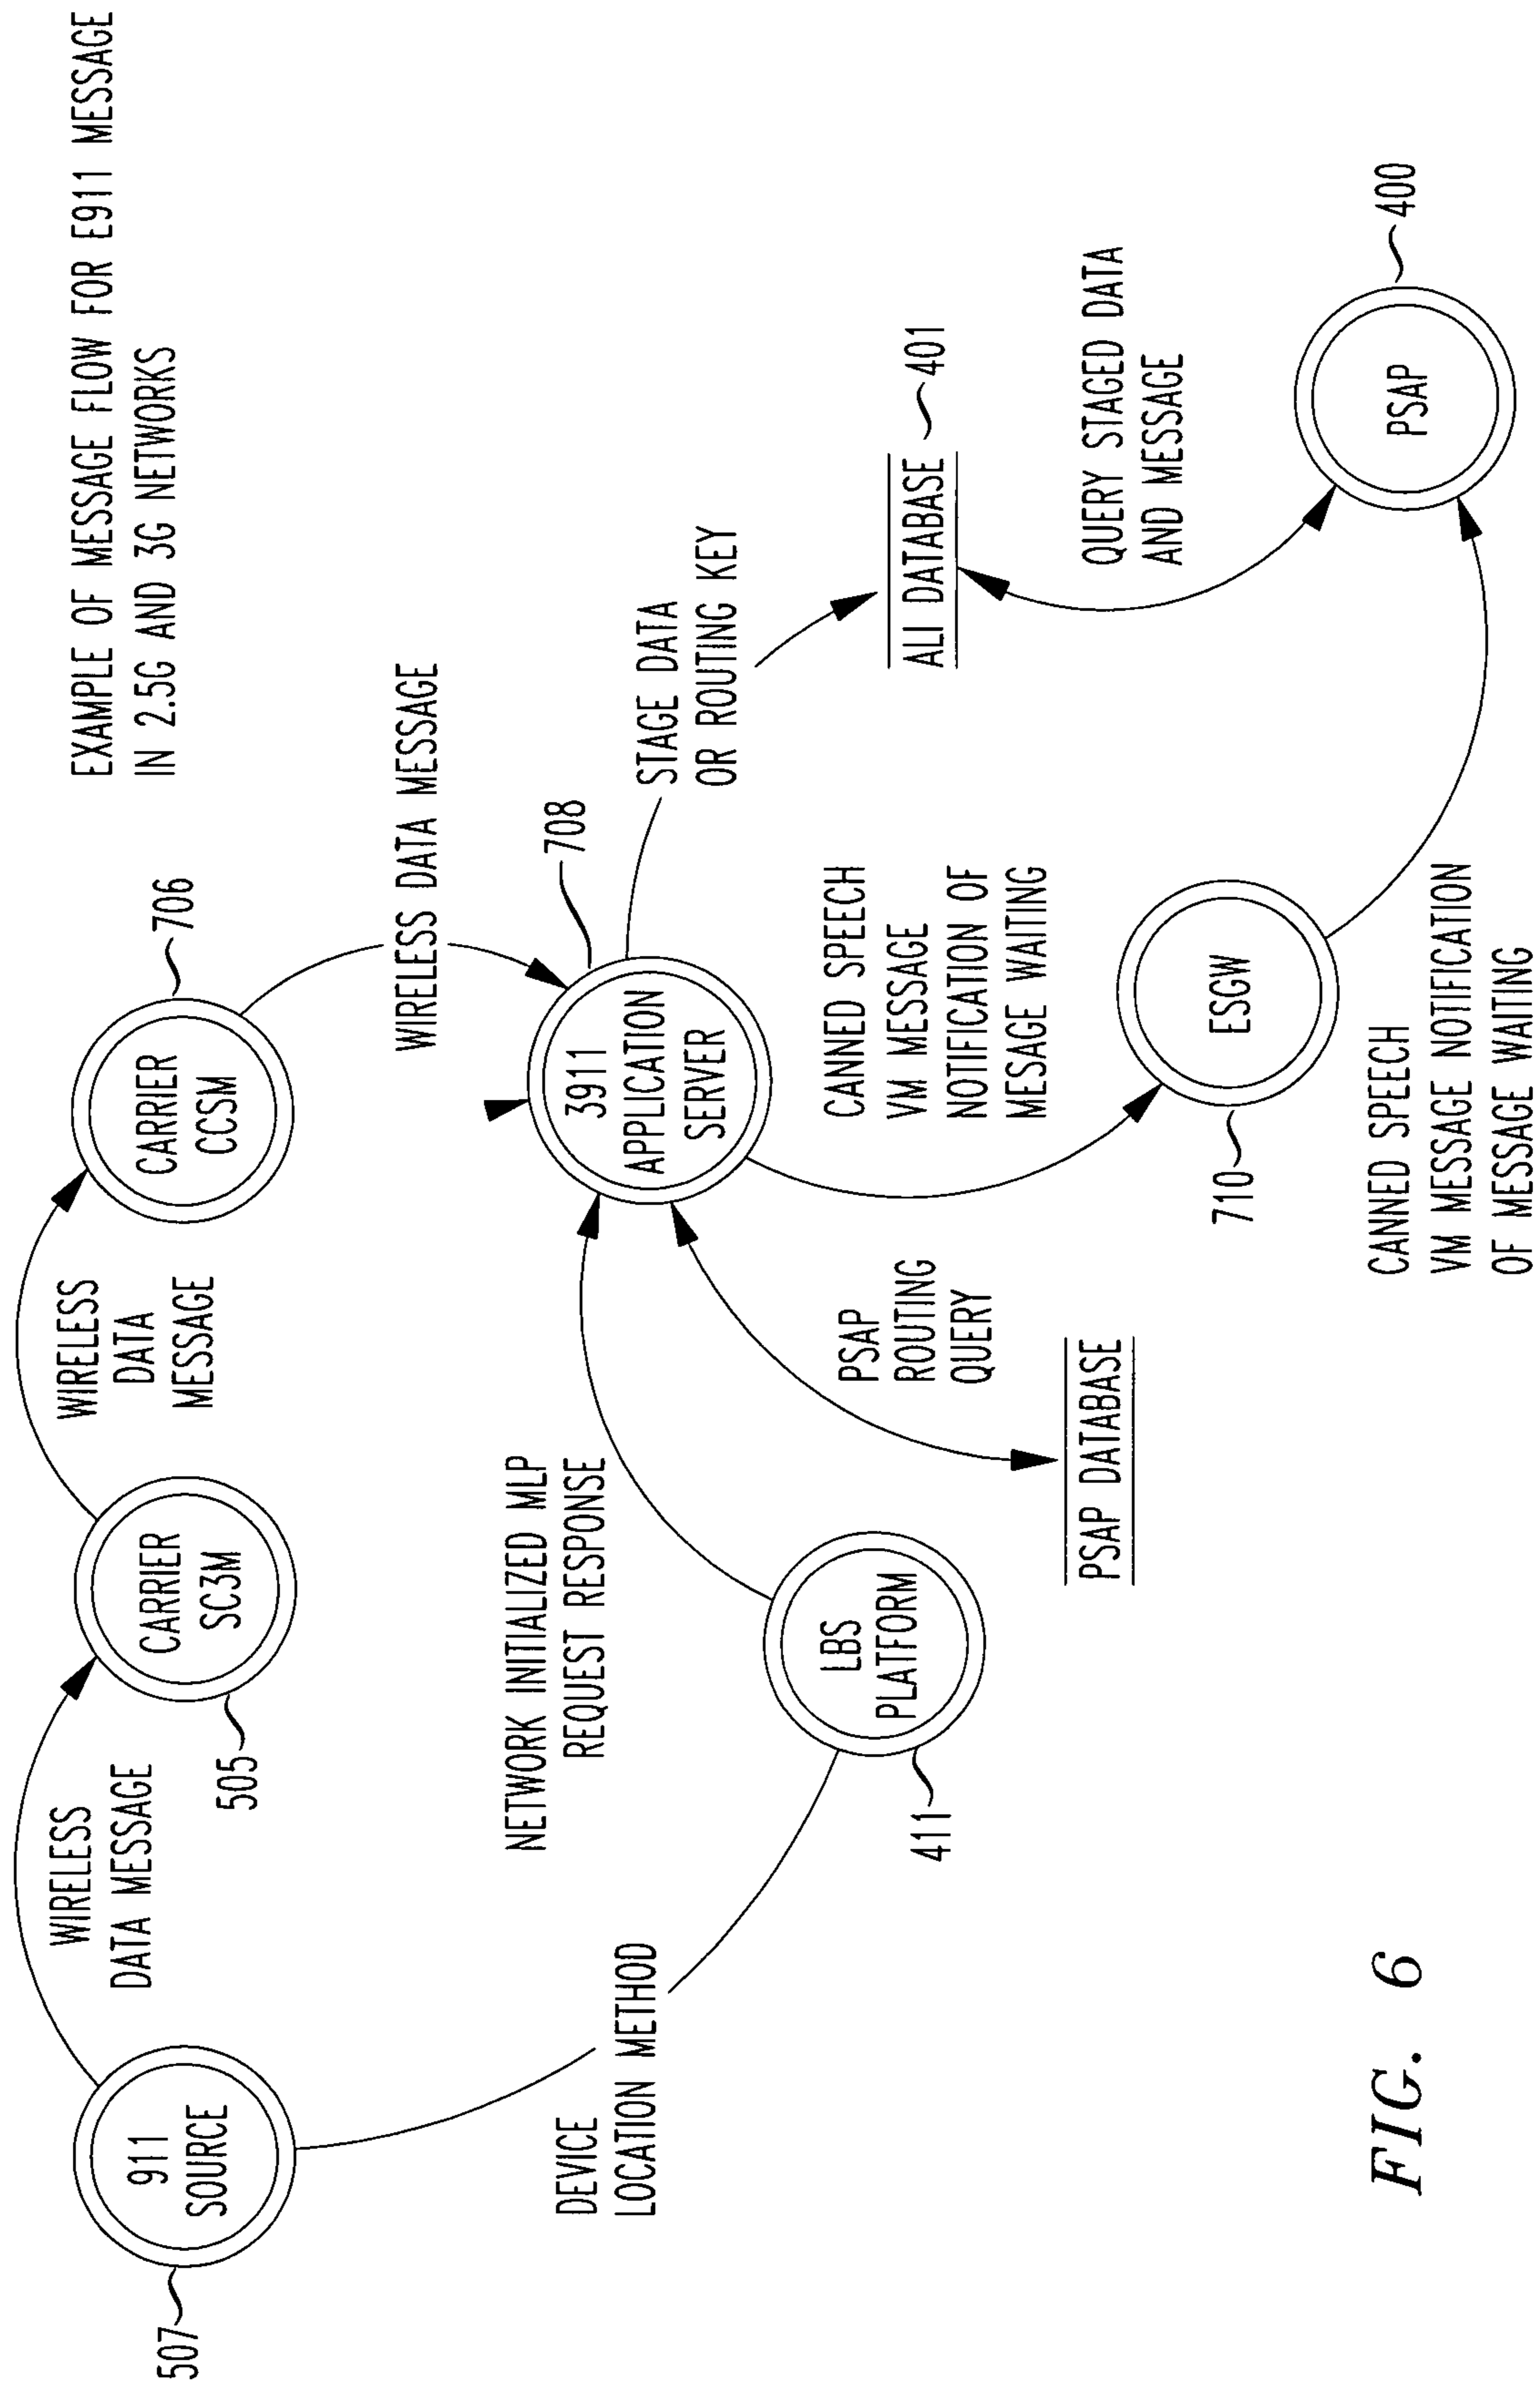 EXAMPLE OF MESSAGE FLOW FOR E911 MESSAGE
IN 2.5G AND 3G NETWORKS
507
911
SOURCE
WIRELESS
DATA MESSAGE
505
CARRIER
SC3M
WIRELESS
DATA
MESSAGE
CARRIER
CCSM
706
WIRELESS DATA MESSAGE
DEVICE
LOCATION METHOD
411
LBS
PLATFORM
NETWORK INITIALIZED MLP
REQUEST RESPONSE
3911
APPLICATION
SERVER
708
STAGE DATA
OR ROUTING KEY
ALI DATABASE
401
PSAP
ROUTING
QUERY
PSAP DATABASE
CANNED SPEECH
VM MESSAGE
NOTIFICATION OF
MESAGE WAITING
710
ESGW
QUERY STAGED DATA
AND MESSAGE
PSAP
400
CANNED SPEECH
VM MESSAGE NOTIFICATION
OF MESSAGE WAITING
FIG. 6